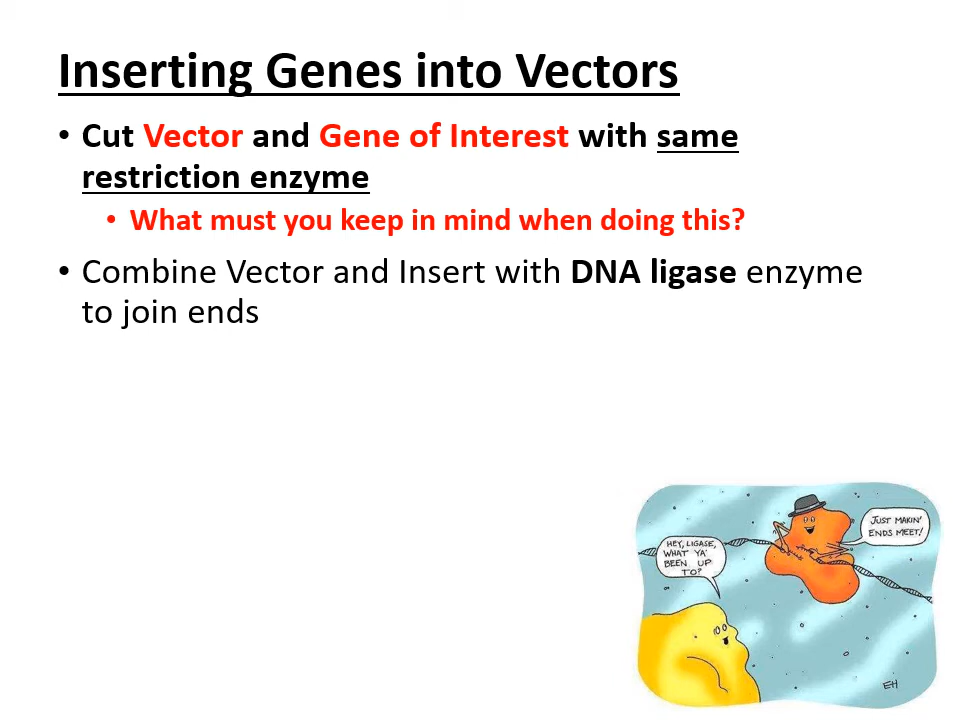 Inserting Genes into Vectors
• Cut Vector and Gene of Interest with same
restriction enzyme
• What must you keep in mind when doing this?
• Combine Vector and Insert with DNA ligase enzyme
to join ends
HEY, LIGASE,
WHAT YA'
BEEN UP
TO?
JUST MAKIN'
ENDS MEET!
EH